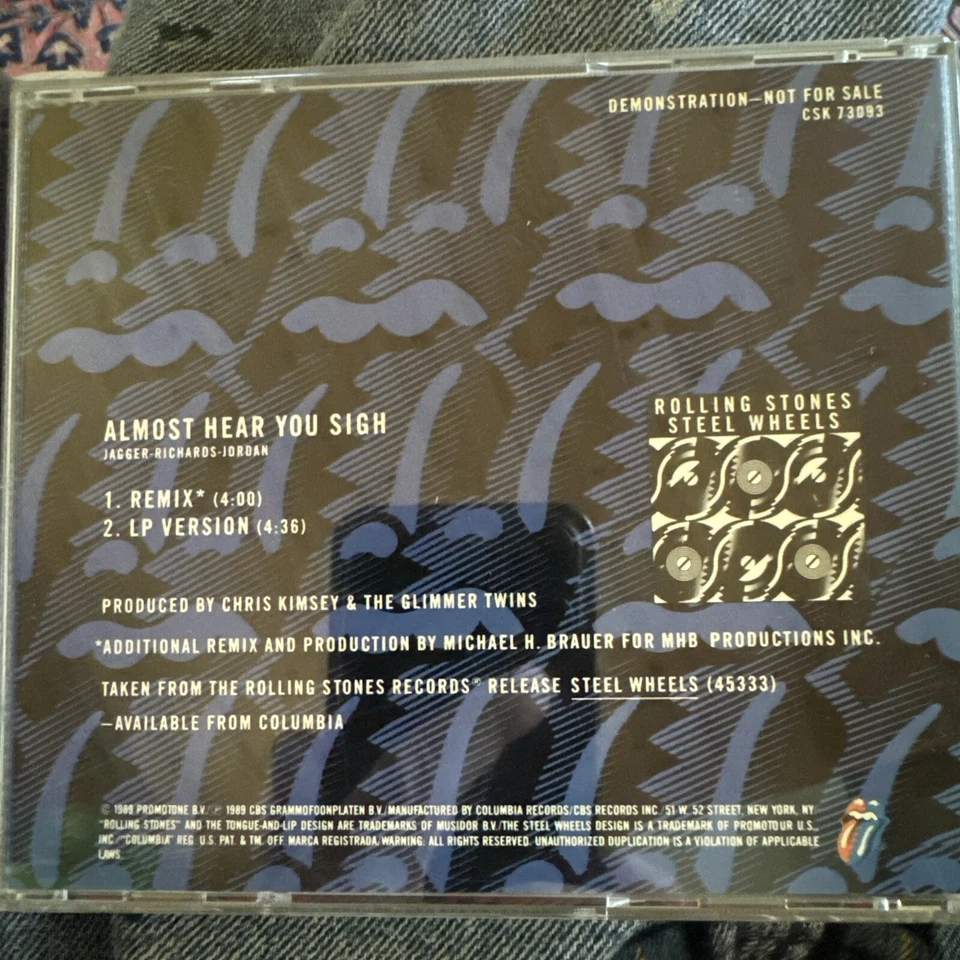 DEMONSTRATION—NOT FOR SALE
CSK 73093
ROLLING STONES
STEEL WHEELS
ALMOST HEAR YOU SIGH
JAGGER-RICHARDS-JORDAN
1. REMIX* (4:00)
2. LP VERSION (4:36)
PRODUCED BY CHRIS KIMSEY & THE GLIMMER TWINS
*ADDITIONAL REMIX AND PRODUCTION BY MICHAEL H. BRAUER FOR MHB PRODUCTIONS INC.
TAKEN FROM THE ROLLING STONES RECORDS® RELEASE STEEL WHEELS (45333)
—AVAILABLE FROM COLUMBIA
© 1989 PROMOTONE B.V./℗ 1989 CBS GRAMMOFOONPLATEN B.V./MANUFACTURED BY COLUMBIA RECORDS/CBS RECORDS INC./51 W. 52 STREET, NEW YORK, NY
"ROLLING STONES" AND THE TONGUE-AND-LIP DESIGN ARE TRADEMARKS OF MUSIDOR B.V./THE STEEL WHEELS DESIGN IS A TRADEMARK OF PROMOTOUR U.S.,
INC./"COLUMBIA" REG. U.S. PAT. & TM. OFF. MARCA REGISTRADA./WARNING: ALL RIGHTS RESERVED. UNAUTHORIZED DUPLICATION IS A VIOLATION OF APPLICABLE
LAWS.